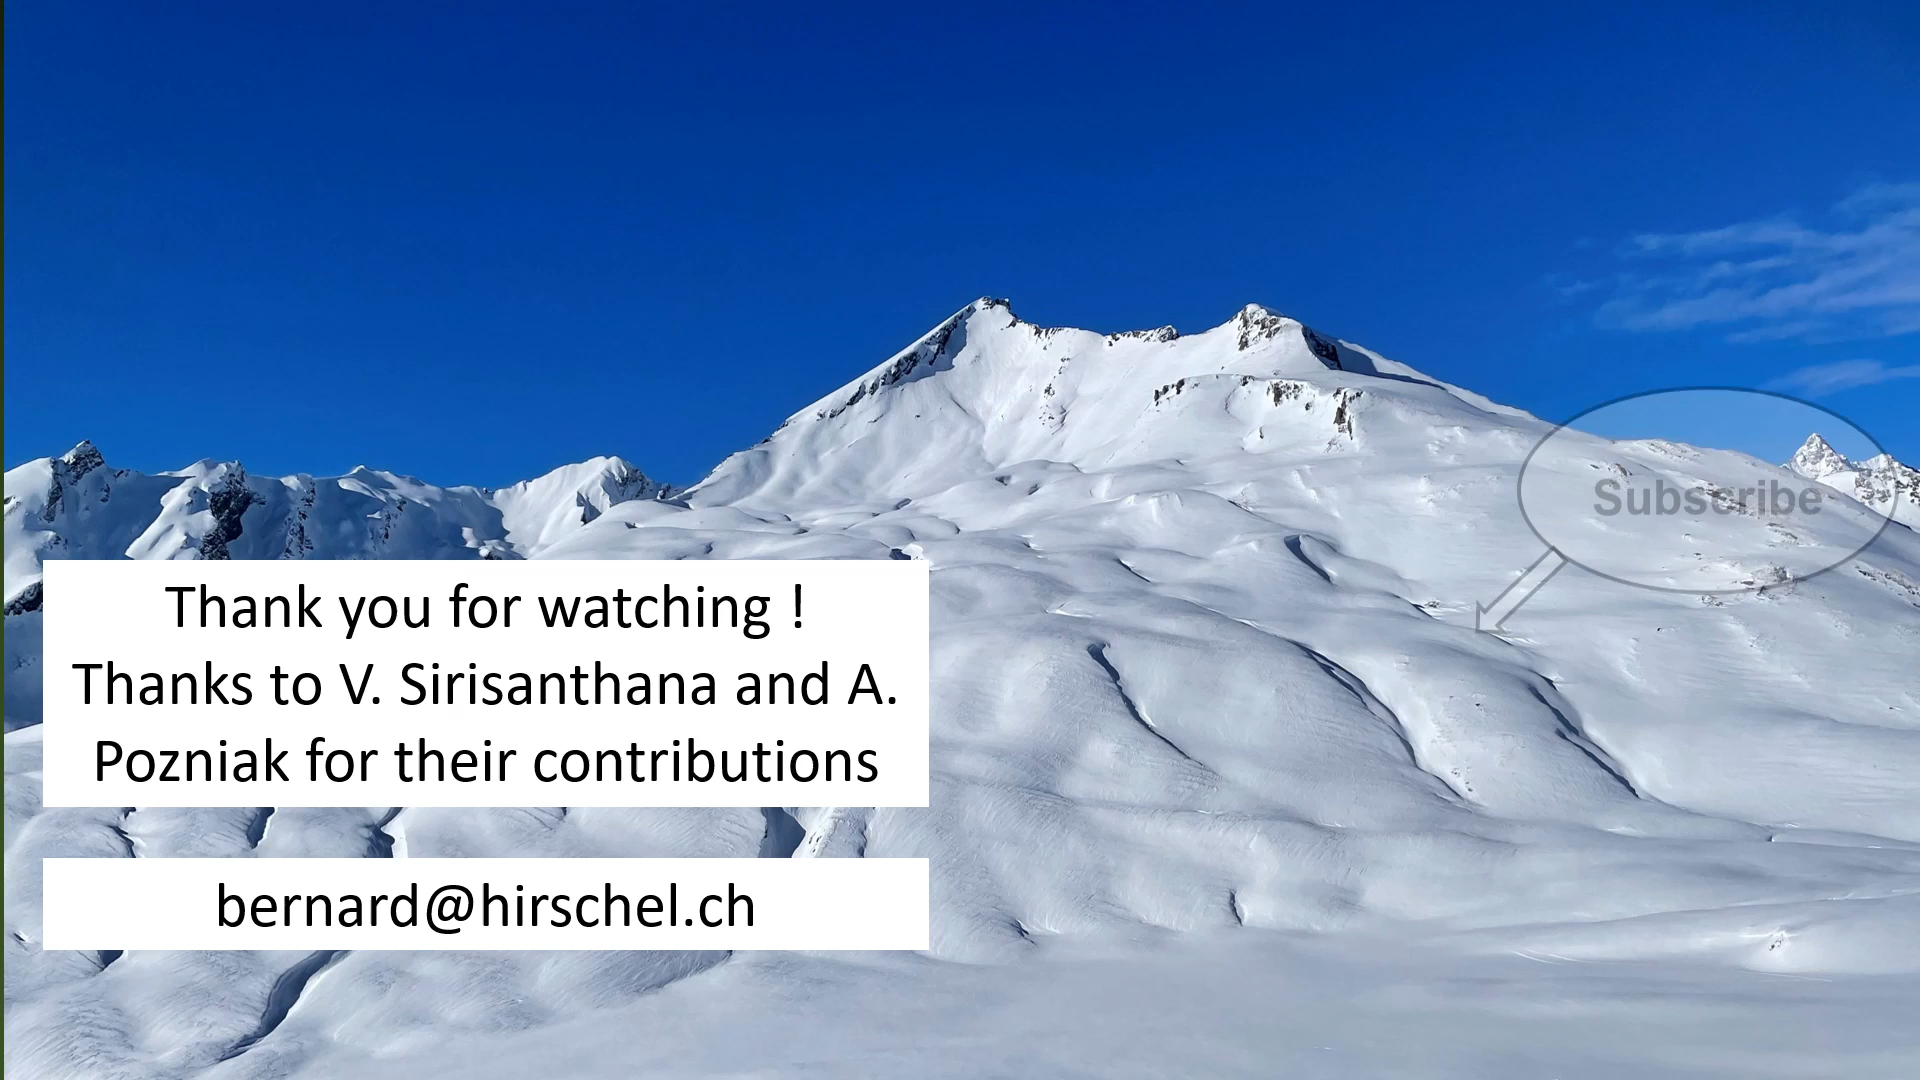 Subscribe
Thank you for watching !
Thanks to V. Sirisanthana and A.
Pozniak for their contributions
bernard@hirschel.ch